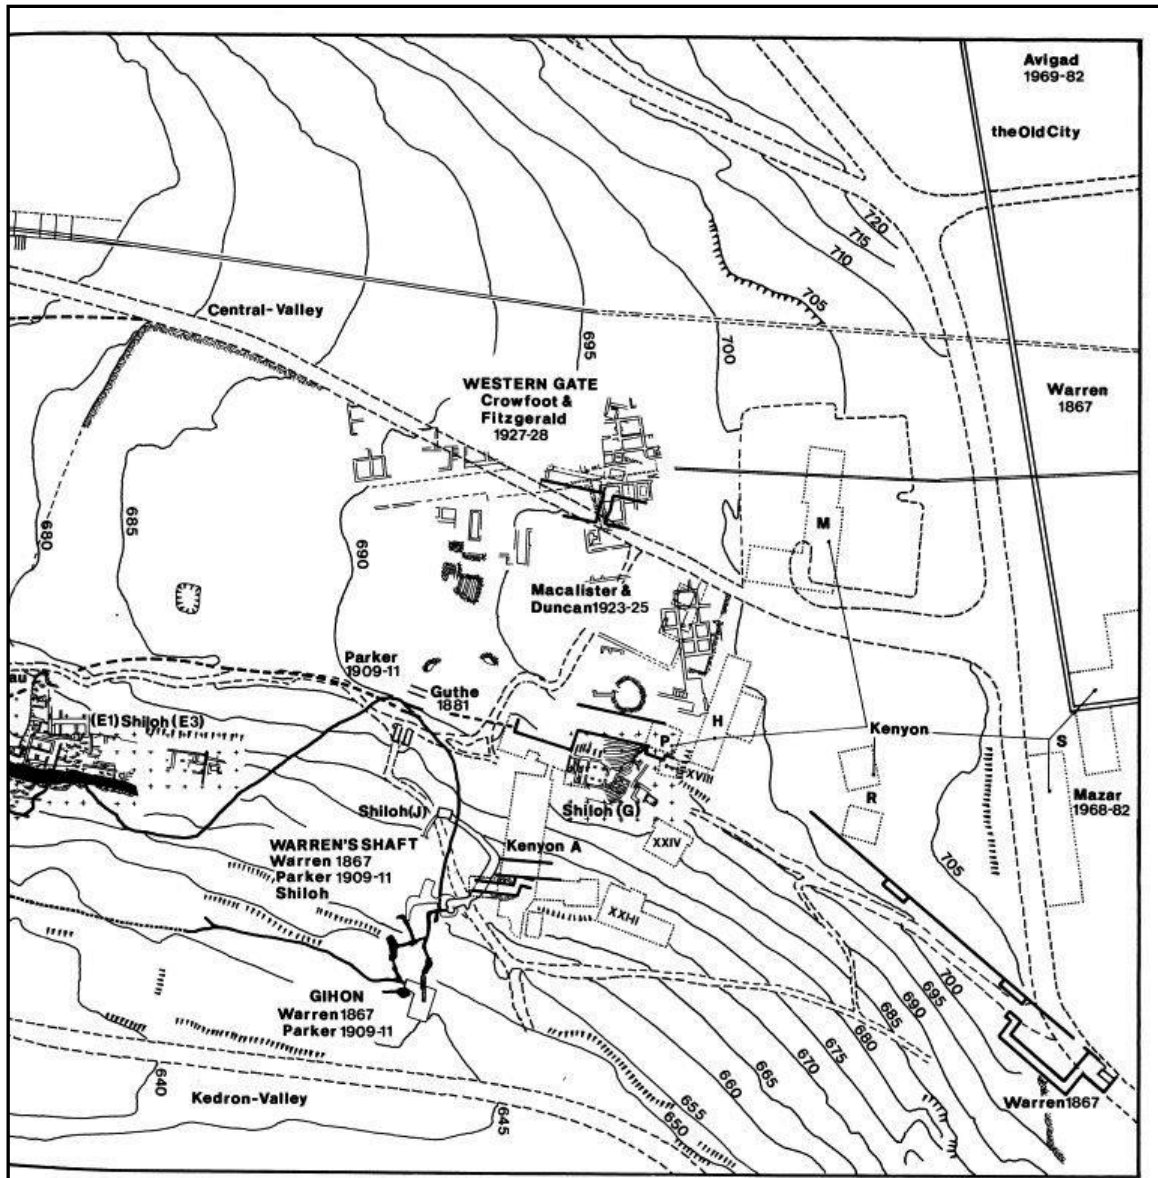 Avigad
1969-82
the Old City
720
715
710
705
700
695
Central-Valley
Warren
1867
WESTERN GATE
Crowfoot &
Fitzgerald
1927-28
680
685
690
M
Macalister &
Duncan 1923-25
Parker
1909-11
Guthe
1881
au
(E1) Shiloh (E3)
H
P
Kenyon
S
XVIII
R
Mazar
1968-82
Shiloh (J)
Shiloh (G)
WARREN'S SHAFT
Warren 1867
Parker 1909-11
Shiloh
Kenyon A
XXIV
XXIII
705
700
695
690
685
680
675
670
665
660
655
650
GIHON
Warren 1867
Parker 1909-11
640
645
Kedron-Valley
Warren 1867